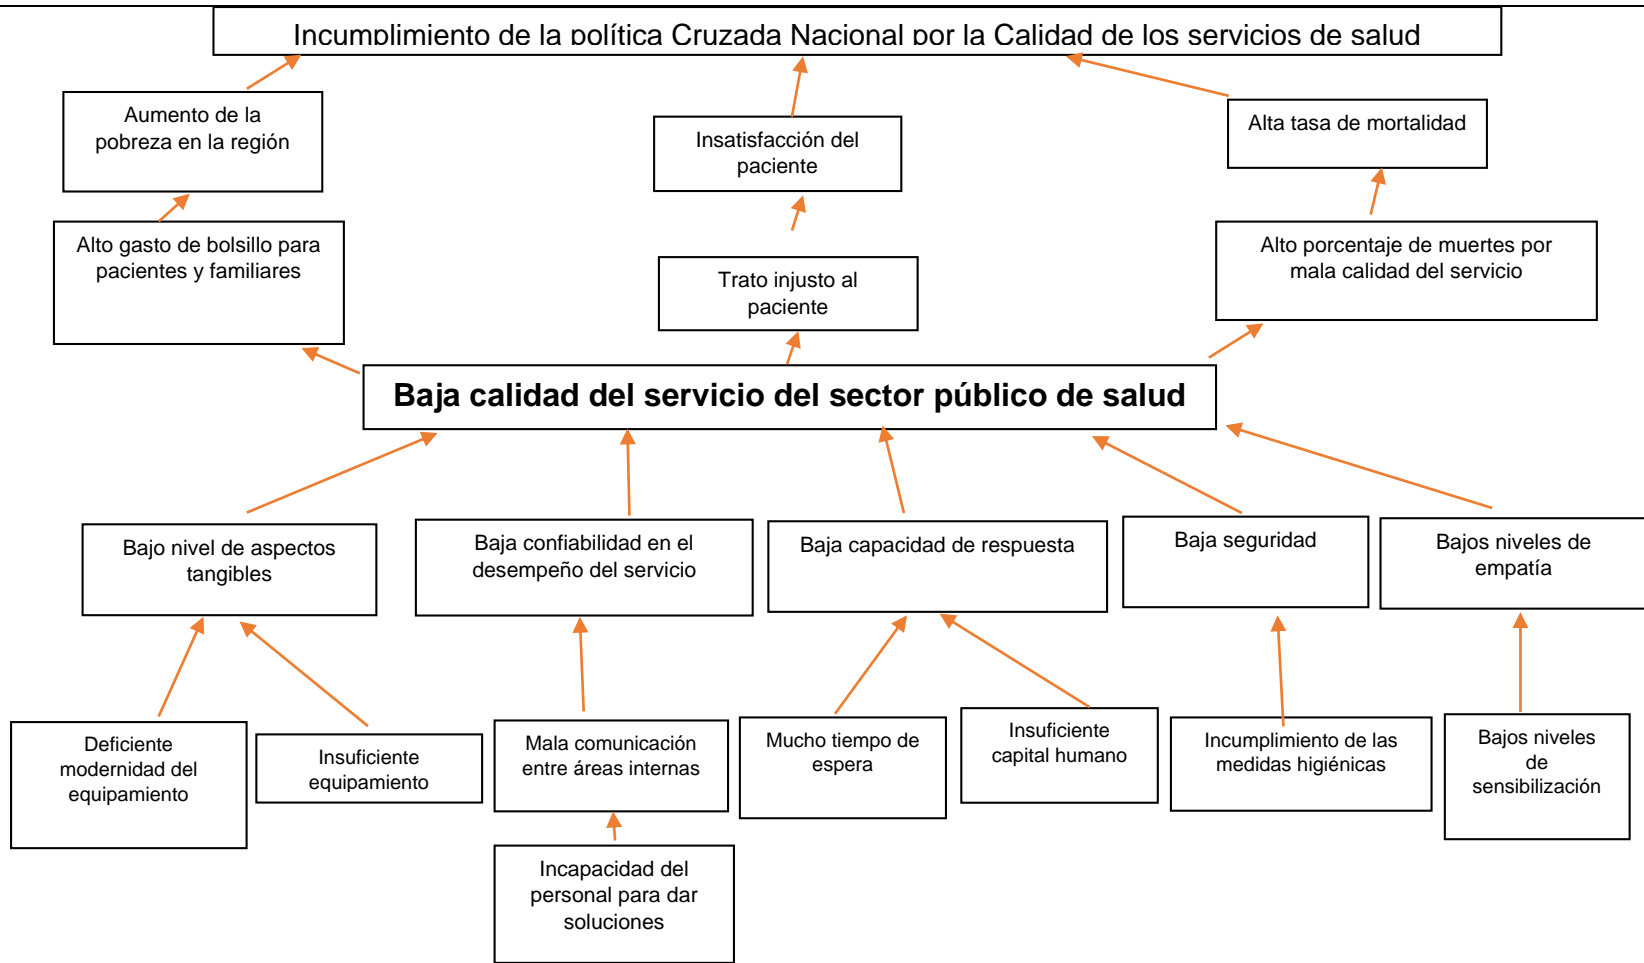 Incumplimiento de la política Cruzada Nacional por la Calidad de los servicios de salud
Aumento de la
pobreza en la región
Insatisfacción del
paciente
Alta tasa de mortalidad
Alto gasto de bolsillo para
pacientes y familiares
Trato injusto al
paciente
Alto porcentaje de muertes por
mala calidad del servicio
Baja calidad del servicio del sector público de salud
Bajo nivel de aspectos
tangibles
Baja confiabilidad en el
desempeño del servicio
Baja capacidad de respuesta
Baja seguridad
Bajos niveles de
empatía
Deficiente
modernidad del
equipamiento
Insuficiente
equipamiento
Mala comunicación
entre áreas internas
Mucho tiempo de
espera
Insuficiente
capital humano
Incumplimiento de las
medidas higiénicas
Bajos niveles
de
sensibilización
Incapacidad del
personal para dar
soluciones